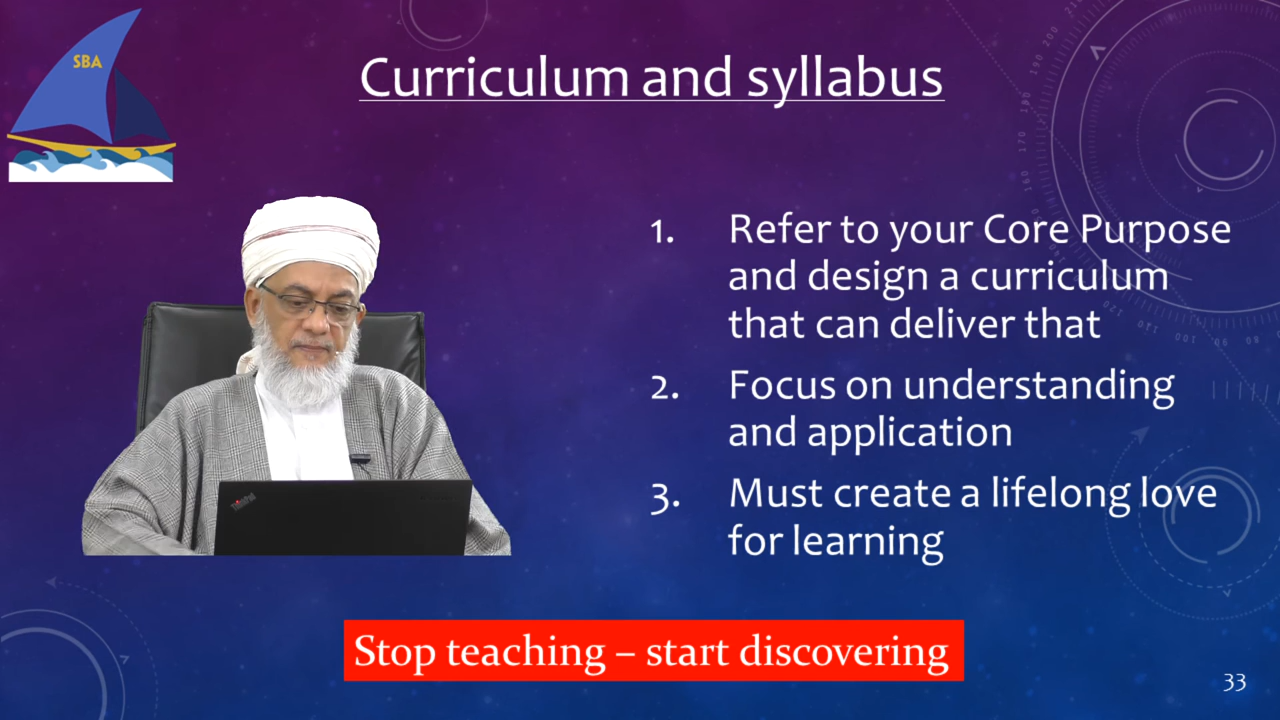 SBA
Curriculum and syllabus
1. Refer to your Core Purpose
and design a curriculum
that can deliver that
2. Focus on understanding
and application
3. Must create a lifelong love
for learning
Stop teaching – start discovering
33